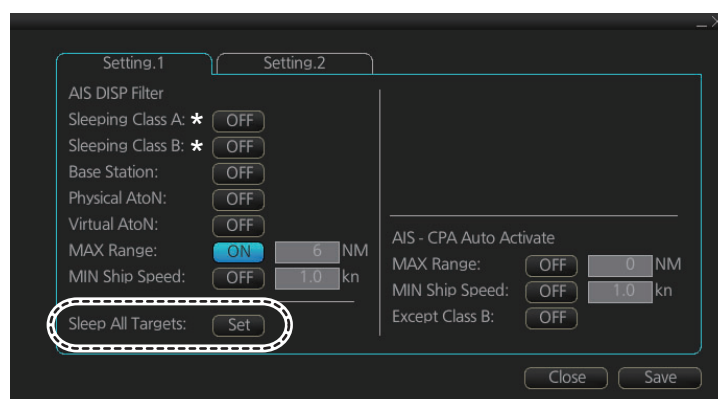 Setting.1 Setting.2
AIS DISP Filter
Sleeping Class A: * OFF
Sleeping Class B: * OFF
Base Station: OFF
Physical AtoN: OFF
Virtual AtoN: OFF
MAX Range: ON 6 NM
MIN Ship Speed: OFF 1.0 kn
Sleep All Targets: Set
AIS - CPA Auto Activate
MAX Range: OFF 0 NM
MIN Ship Speed: OFF 1.0 kn
Except Class B: OFF
Close Save